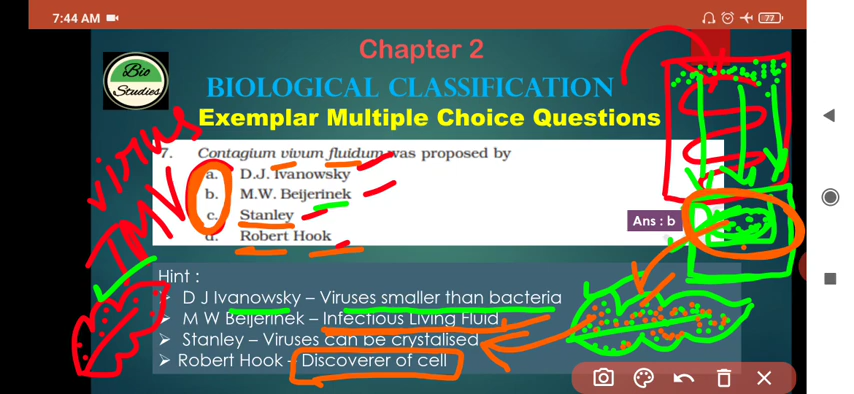 7:44 AM
77
Chapter 2
Bio
Studies
BIOLOGICAL CLASSIFICATION
Exemplar Multiple Choice Questions
virus
TMV
7. Contagium vivum fluidum was proposed by
a. D.J. Ivanowsky
b. M.W. Beijerinek
c. Stanley
d. Robert Hook
Ans : b
Hint :
D J Ivanowsky – Viruses smaller than bacteria
M W Beijerinek – Infectious Living Fluid
Stanley – Viruses can be crystalised
Robert Hook – Discoverer of cell